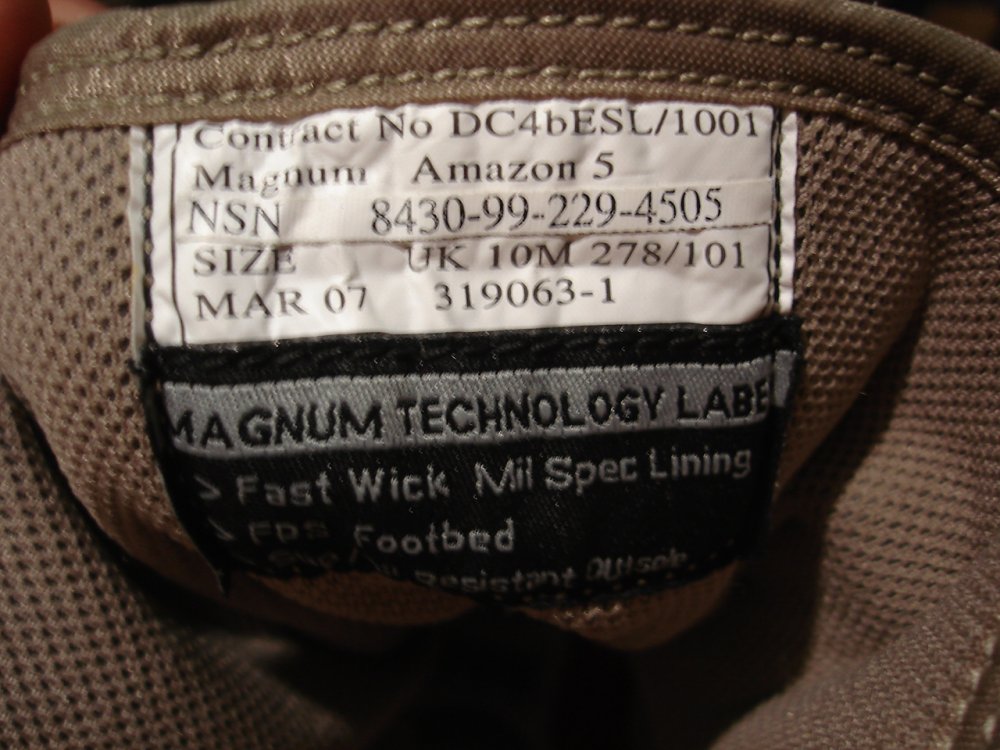 Contract No DC4bESL/1001
Magnum Amazon 5
NSN 8430-99-229-4505
SIZE UK 10M 278/101
MAR 07 319063-1
MAGNUM TECHNOLOGY LABE
> Fast Wick Mil Spec Lining
> Footbed
Resistant Outsole